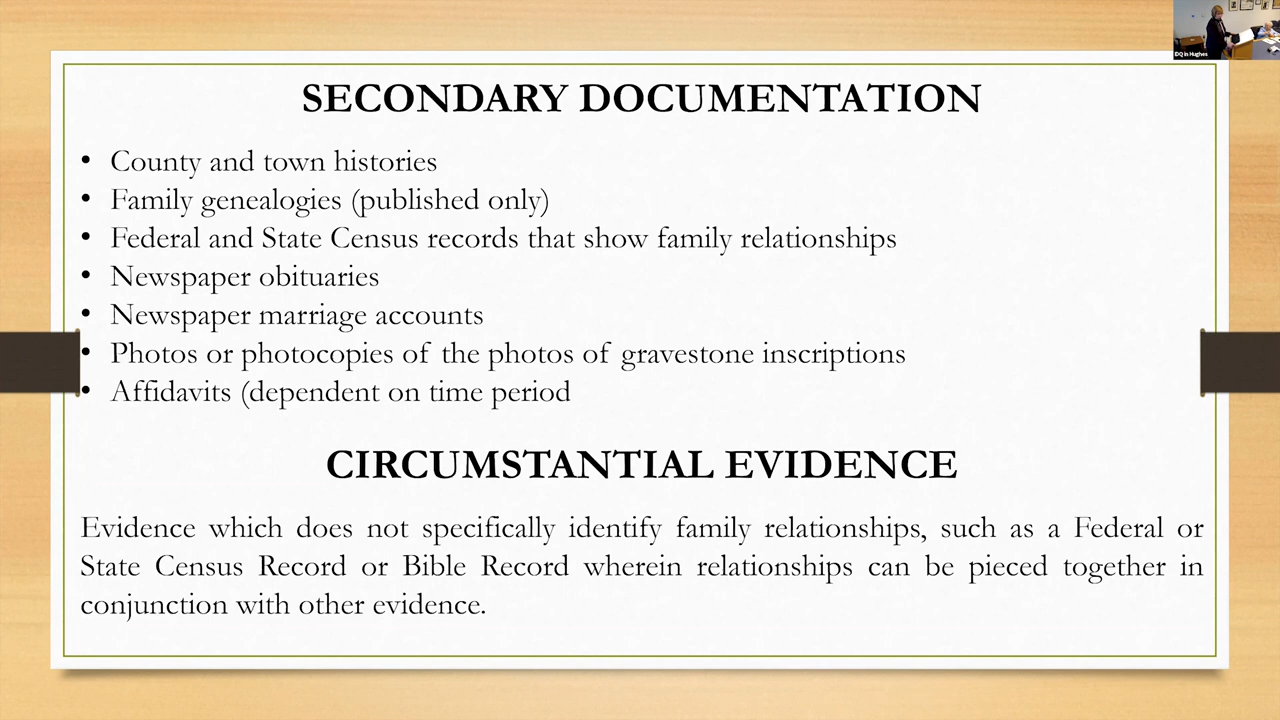 IDQ in Hughes
SECONDARY DOCUMENTATION
• County and town histories
• Family genealogies (published only)
• Federal and State Census records that show family relationships
• Newspaper obituaries
• Newspaper marriage accounts
• Photos or photocopies of the photos of gravestone inscriptions
• Affidavits (dependent on time period
CIRCUMSTANTIAL EVIDENCE
Evidence which does not specifically identify family relationships, such as a Federal or
State Census Record or Bible Record wherein relationships can be pieced together in
conjunction with other evidence.